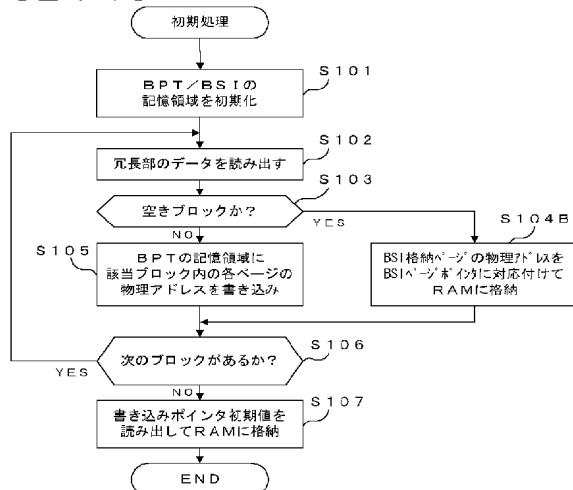 初期処理
S101
BPT/BSIの
記憶領域を初期化
S102
冗長部のデータを読み出す
S103
空きブロックか?
YES
NO
S104B
BSI格納ページの物理アドレスを
BSIページポインタに対応付けて
RAMに格納
S105
BPTの記憶領域に
該当ブロック内の各ページの
物理アドレスを書き込み
S106
次のブロックがあるか?
YES
NO
S107
書き込みポインタ初期値を
読み出してRAMに格納
END